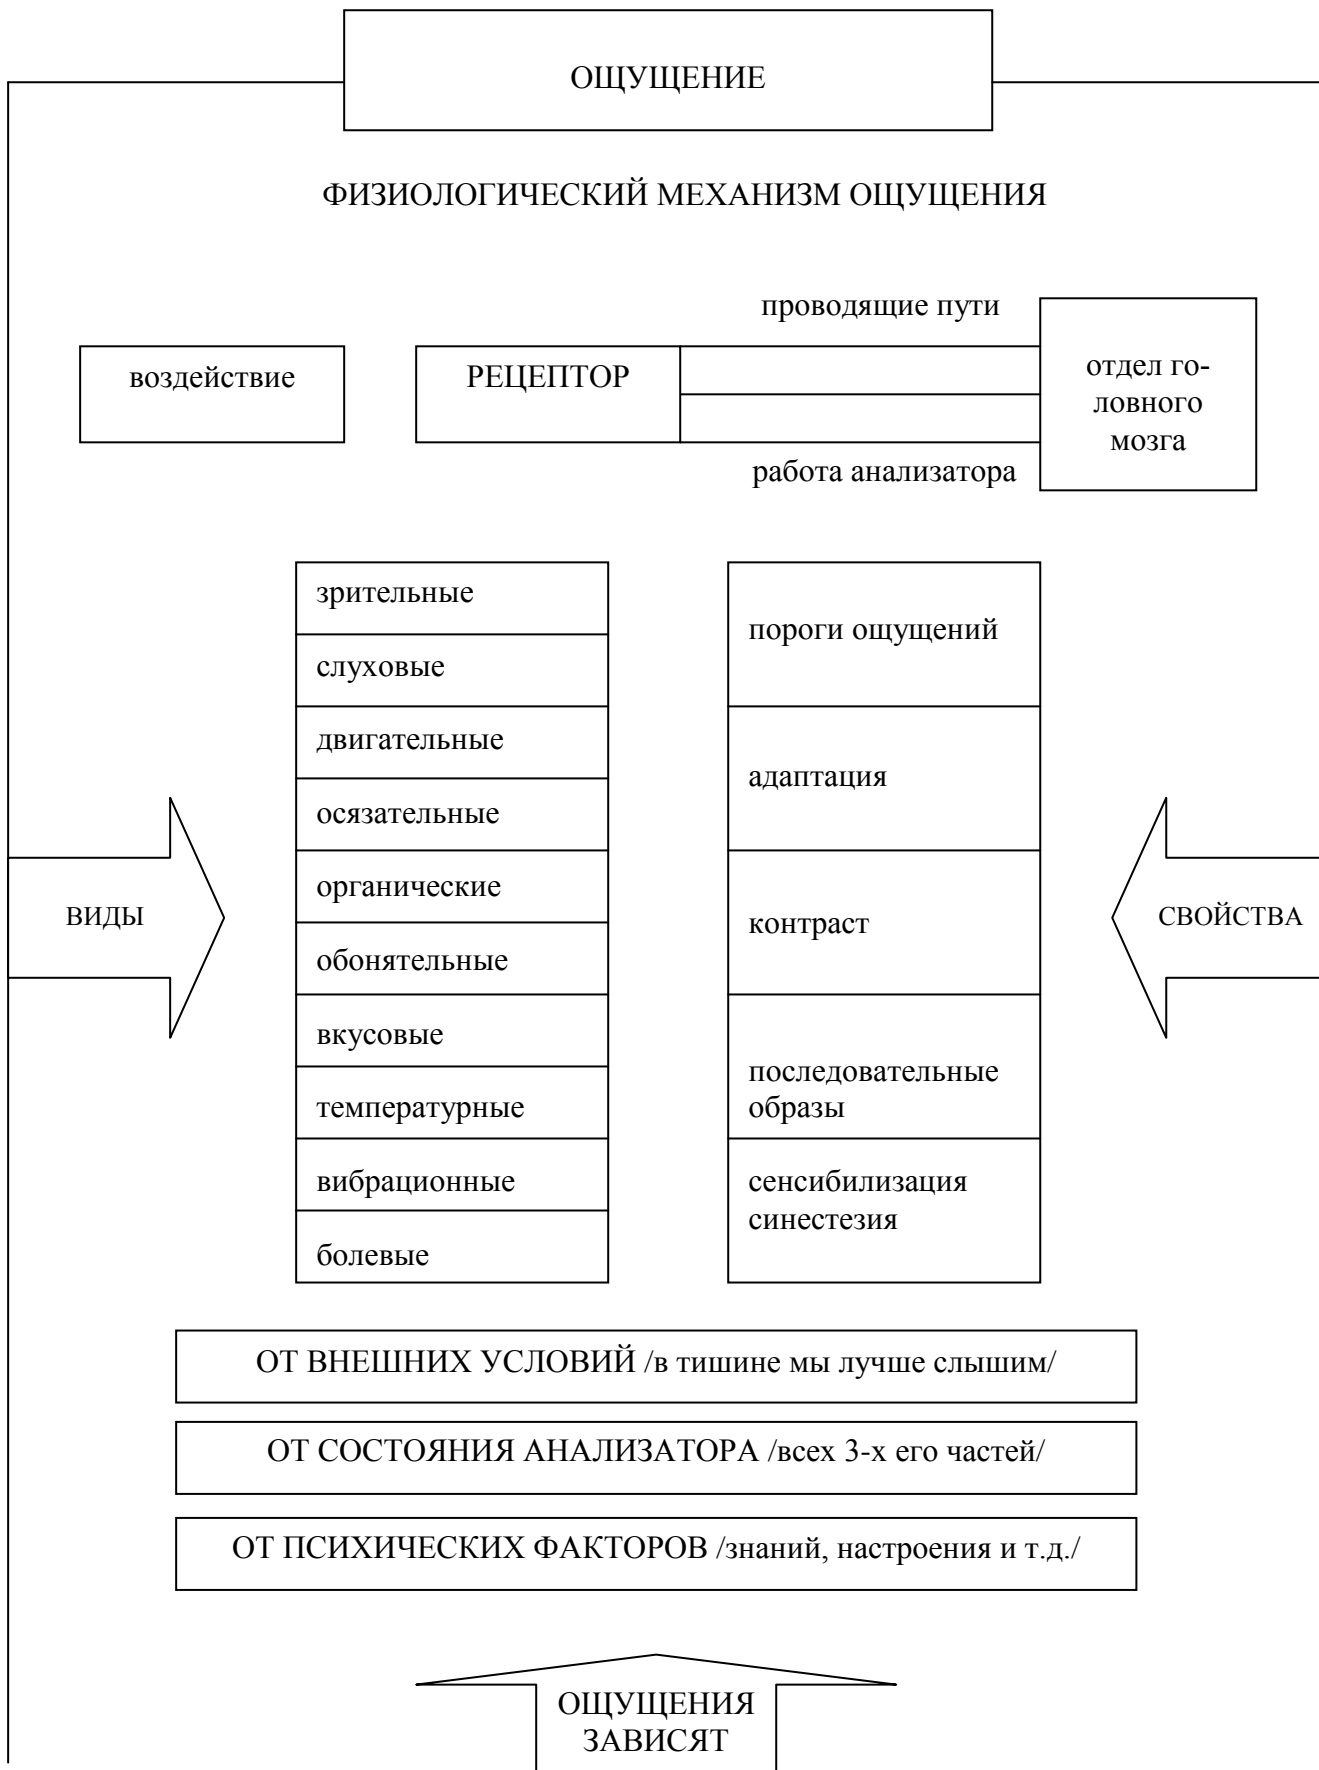 ОЩУЩЕНИЕ
ФИЗИОЛОГИЧЕСКИЙ МЕХАНИЗМ ОЩУЩЕНИЯ
проводящие пути
воздействие
РЕЦЕПТОР
отдел го-
ловного
мозга
работа анализатора
ВИДЫ
зрительные
слуховые
двигательные
осязательные
органические
обонятельные
вкусовые
температурные
вибрационные
болевые
пороги ощущений
адаптация
контраст
последовательные
образы
сенсибилизация
синестезия
СВОЙСТВА
ОТ ВНЕШНИХ УСЛОВИЙ /в тишине мы лучше слышим/
ОТ СОСТОЯНИЯ АНАЛИЗАТОРА /всех 3-х его частей/
ОТ ПСИХИЧЕСКИХ ФАКТОРОВ /знаний, настроения и т.д./
ОЩУЩЕНИЯ
ЗАВИСЯТ